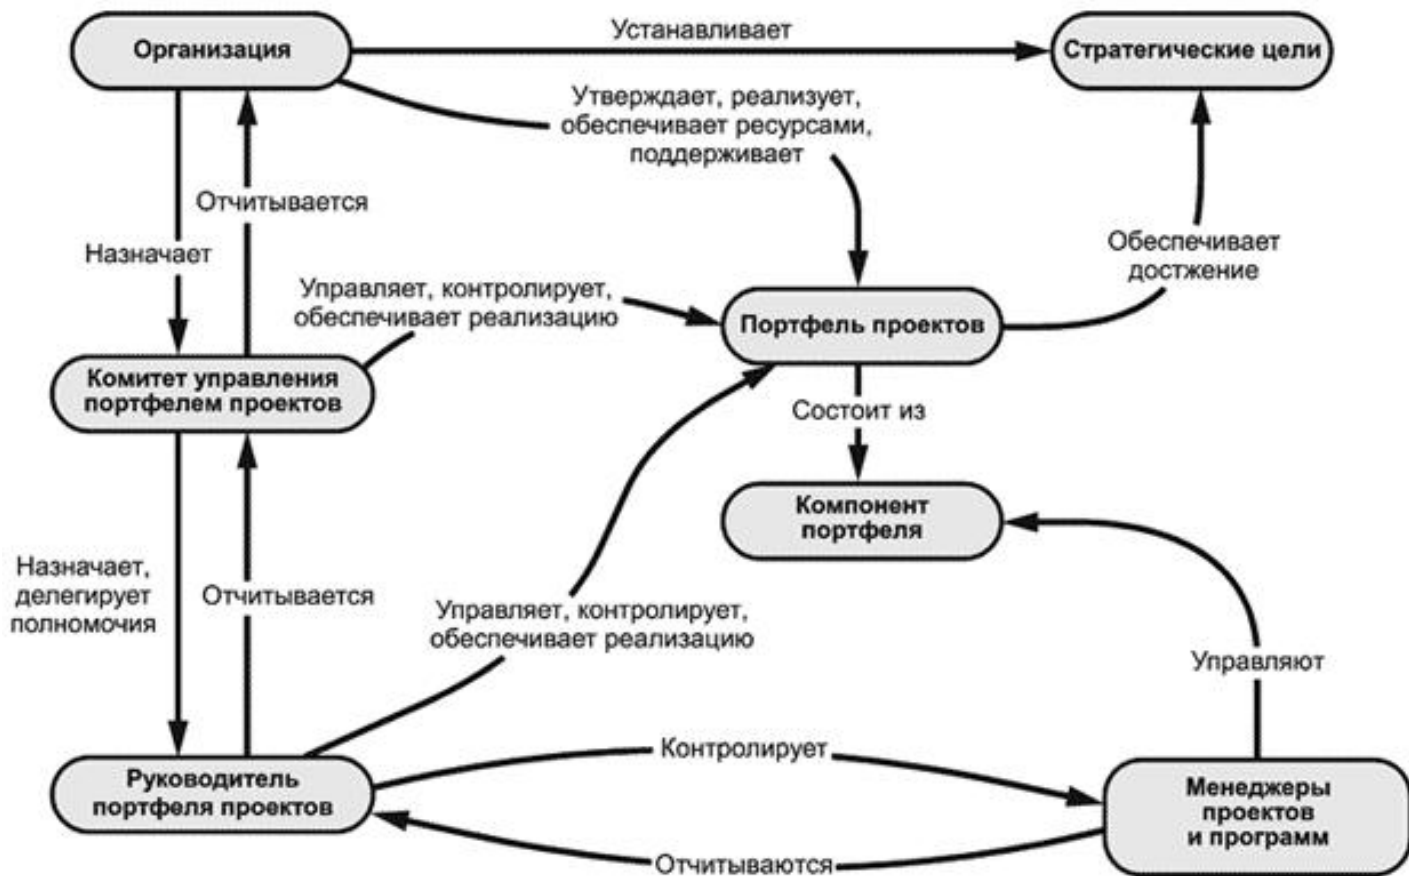 Устанавливает
Организация
Стратегические цели
Утверждает, реализует,
обеспечивает ресурсами,
поддерживает
Отчитывается
Назначает
Обеспечивает
достжение
Управляет, контролирует,
обеспечивает реализацию
Портфель проектов
Комитет управления
портфелем проектов
Состоит из
Компонент
портфеля
Назначает,
делегирует
полномочия
Отчитывается
Управляет, контролирует,
обеспечивает реализацию
Управляют
Контролирует
Руководитель
портфеля проектов
Менеджеры
проектов
и программ
Отчитываются